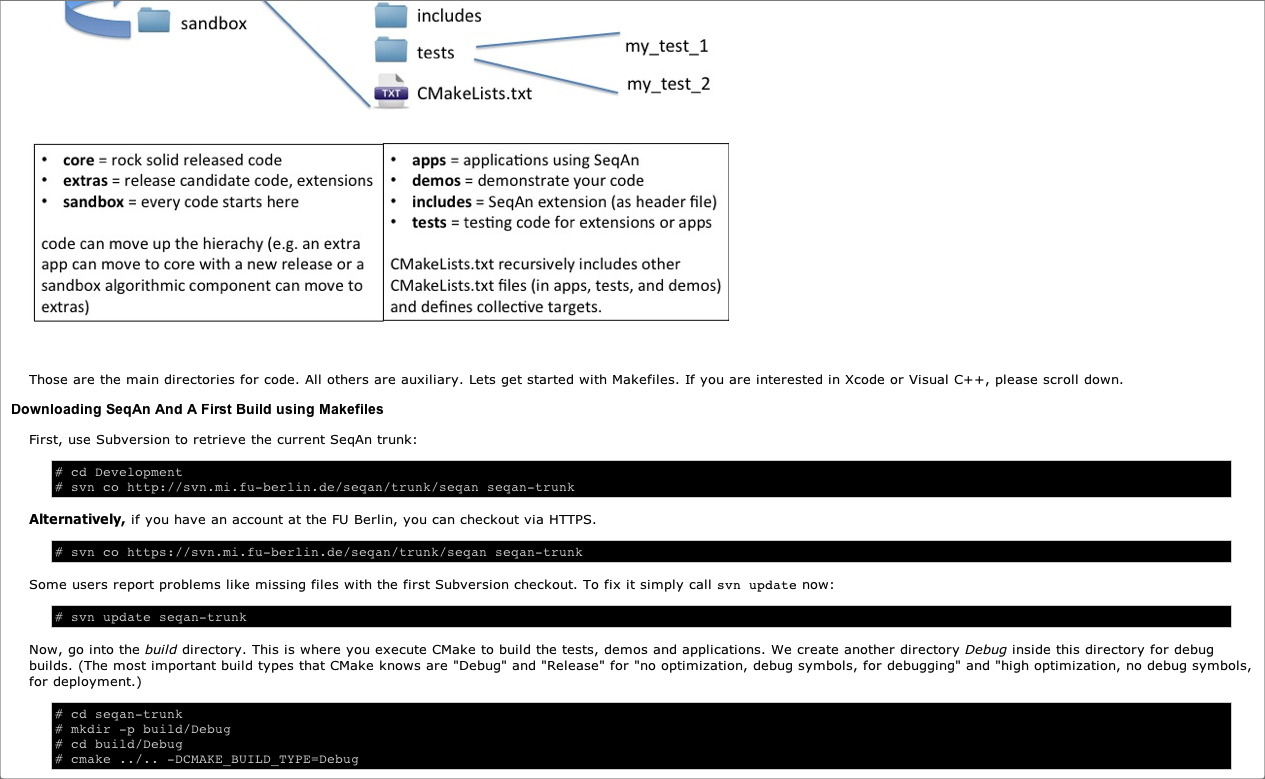 sandbox
includes
tests
my_test_1
my_test_2
TXT
CMakeLists.txt
• core = rock solid released code
• extras = release candidate code, extensions
• sandbox = every code starts here
code can move up the hierachy (e.g. an extra
app can move to core with a new release or a
sandbox algorithmic component can move to
extras)
• apps = applications using SeqAn
• demos = demonstrate your code
• includes = SeqAn extension (as header file)
• tests = testing code for extensions or apps
CMakeLists.txt recursively includes other
CMakeLists.txt files (in apps, tests, and demos)
and defines collective targets.
Those are the main directories for code. All others are auxiliary. Lets get started with Makefiles. If you are interested in Xcode or Visual C++, please scroll down.
Downloading SeqAn And A First Build using Makefiles
First, use Subversion to retrieve the current SeqAn trunk:
# cd Development
# svn co http://svn.mi.fu-berlin.de/seqan/trunk/seqan seqan-trunk
Alternatively, if you have an account at the FU Berlin, you can checkout via HTTPS.
# svn co https://svn.mi.fu-berlin.de/seqan/trunk/seqan seqan-trunk
Some users report problems like missing files with the first Subversion checkout. To fix it simply call svn update now:
# svn update seqan-trunk
Now, go into the build directory. This is where you execute CMake to build the tests, demos and applications. We create another directory Debug inside this directory for debug
builds. (The most important build types that CMake knows are "Debug" and "Release" for "no optimization, debug symbols, for debugging" and "high optimization, no debug symbols,
for deployment.)
# cd seqan-trunk
# mkdir -p build/Debug
# cd build/Debug
# cmake ../.. -DCMAKE_BUILD_TYPE=Debug